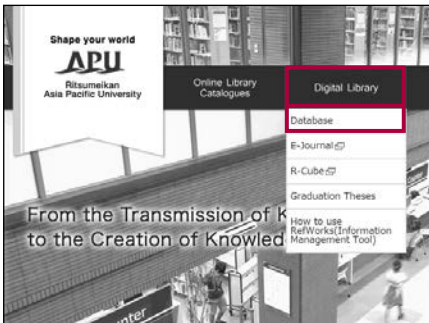 Shape your world
APU
Ritsumeikan
Asia Pacific University
Online Library
Catalogues
Digital Library
Database
E-Journal
R-Cube
Graduation Theses
How to use
RefWorks(Information
Management Tool)
From the Transmission of K
to the Creation of Knowled